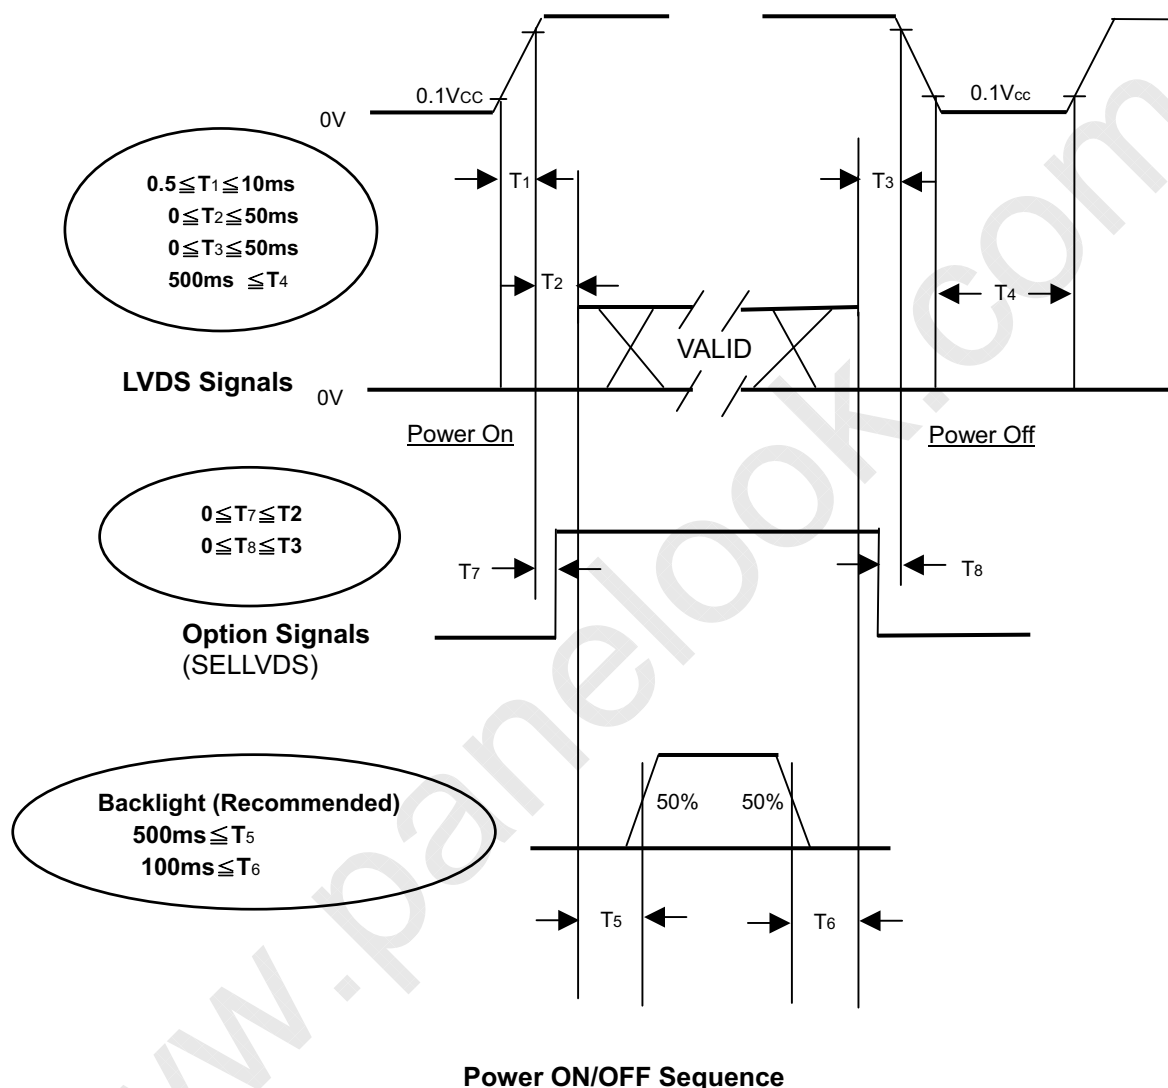 0.1VCC
0.1Vcc
0V
0.5≦T1≦10ms
0≦T2≦50ms
0≦T3≦50ms
500ms ≦T4
T1
T3
T2
T4
VALID
LVDS Signals
0V
Power On
Power Off
0≦T7≦T2
0≦T8≦T3
T7
T8
Option Signals
(SELLVDS)
Backlight (Recommended)
500ms≦T5
100ms≦T6
50%
50%
T5
T6
Power ON/OFF Sequence
w.panelook.com